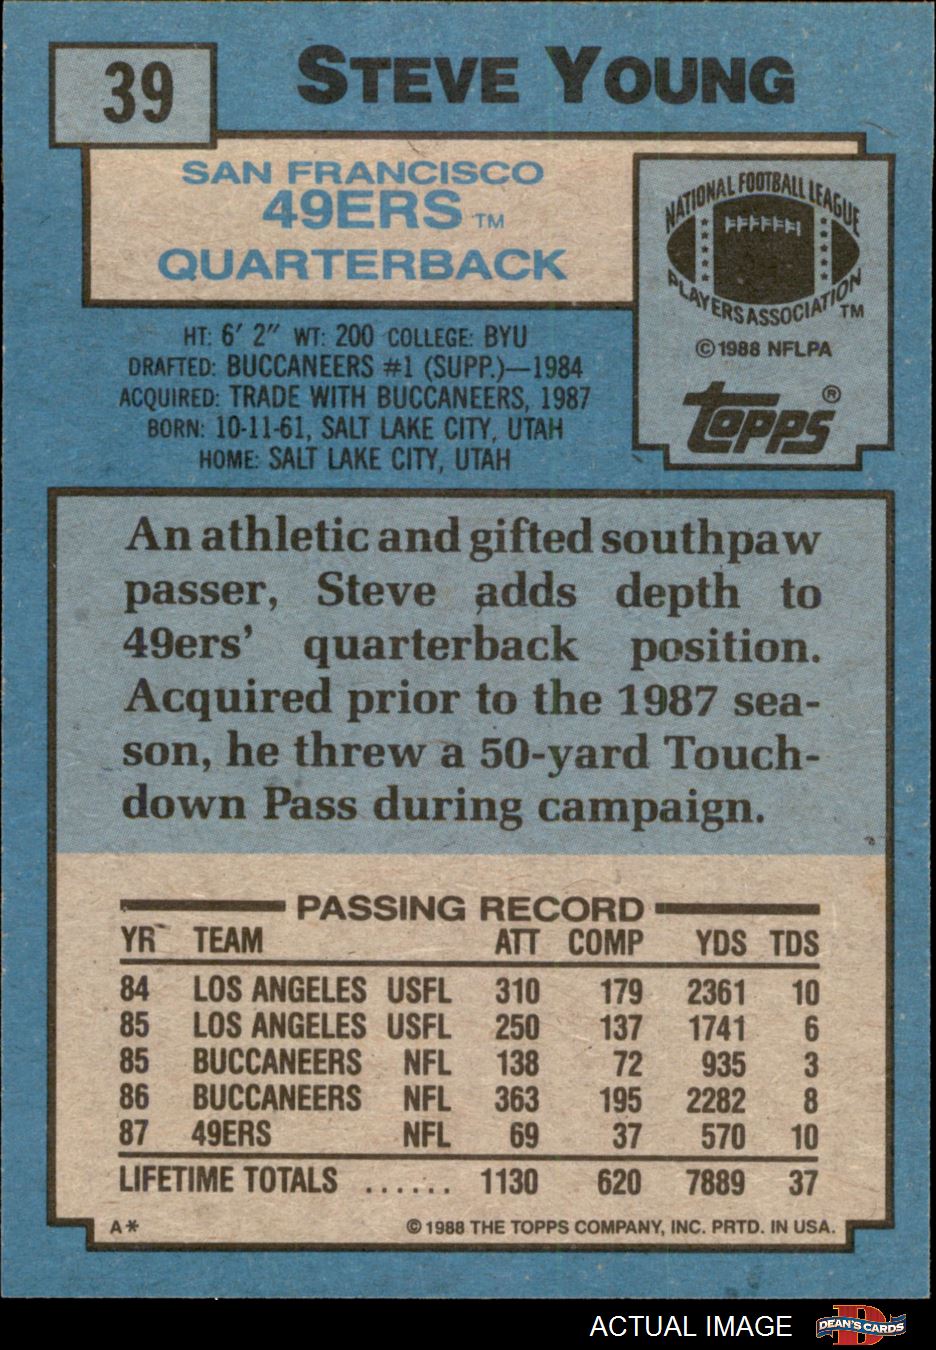 39
STEVE YOUNG
SAN FRANCISCO
49ERS TM
QUARTERBACK
NATIONAL FOOTBALL LEAGUE
PLAYERS ASSOCIATION TM
© 1988 NFLPA
topps ®
HT: 6' 2" WT: 200 COLLEGE: BYU
DRAFTED: BUCCANEERS #1 (SUPP.)—1984
ACQUIRED: TRADE WITH BUCCANEERS, 1987
BORN: 10-11-61, SALT LAKE CITY, UTAH
HOME: SALT LAKE CITY, UTAH
An athletic and gifted southpaw
passer, Steve adds depth to
49ers' quarterback position.
Acquired prior to the 1987 sea-
son, he threw a 50-yard Touch-
down Pass during campaign.
PASSING RECORD
YR TEAM ATT COMP YDS TDS
84 LOS ANGELES USFL 310 179 2361 10
85 LOS ANGELES USFL 250 137 1741 6
85 BUCCANEERS NFL 138 72 935 3
86 BUCCANEERS NFL 363 195 2282 8
87 49ERS NFL 69 37 570 10
LIFETIME TOTALS ...... 1130 620 7889 37
A* © 1988 THE TOPPS COMPANY, INC. PRTD. IN USA.
ACTUAL IMAGE D DEAN'S CARDS